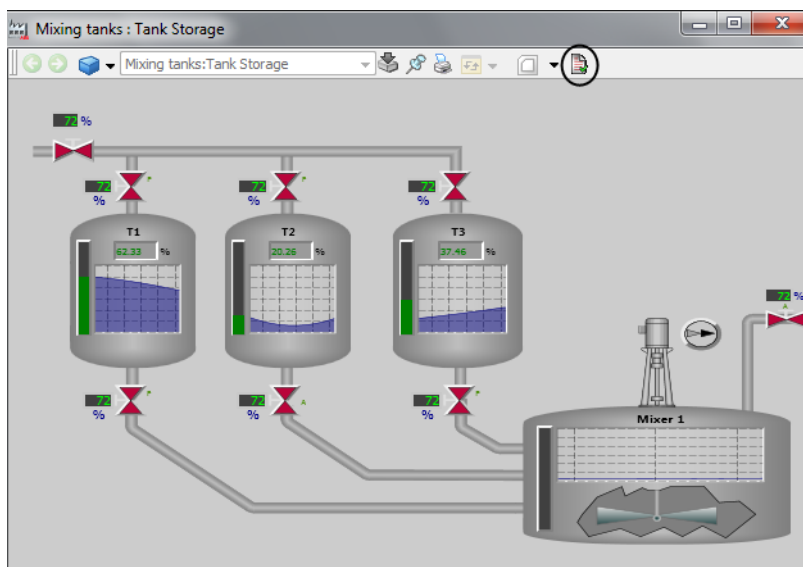 Mixing tanks : Tank Storage
Mixing tanks:Tank Storage
72 %
72 %
P
72 %
P
72 %
T1
T2
T3
62.33 %
20.26 %
37.46 %
72 %
A
72 %
P
72 %
A
72 %
P
Mixer 1